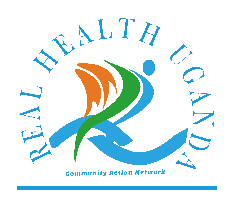 REAL HEALTH UGANDA
Community Action Network